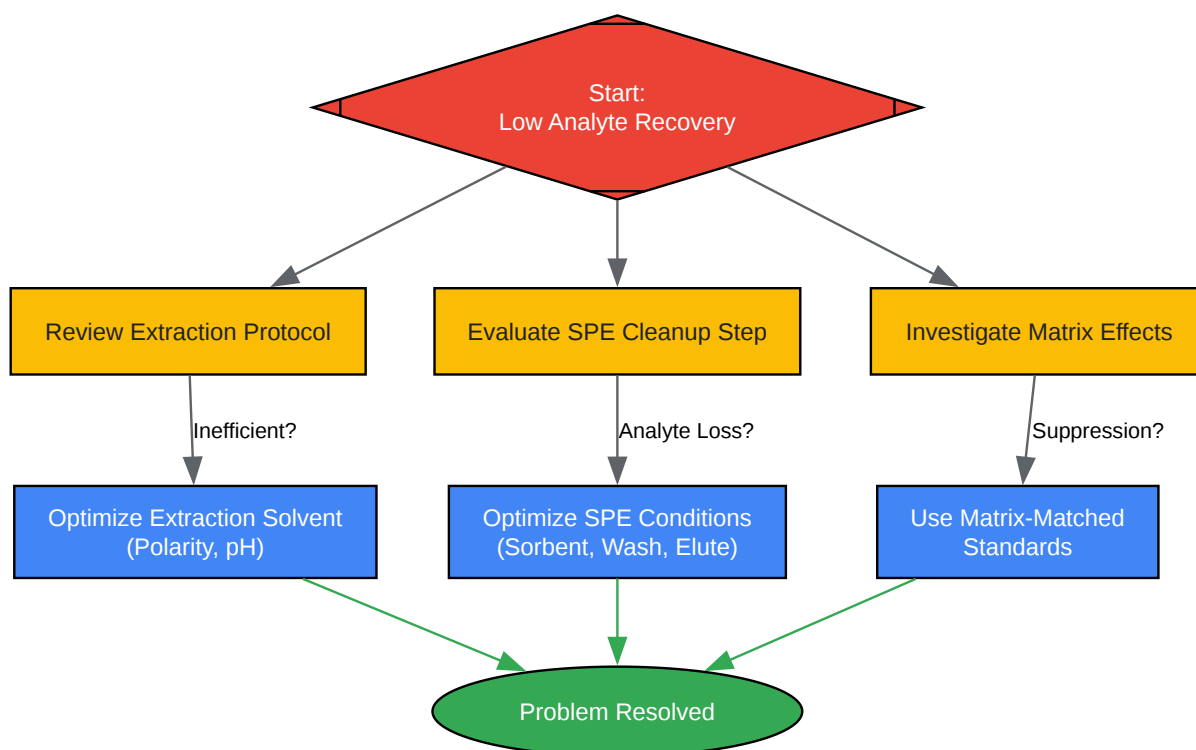 Start:
Low Analyte Recovery
Review Extraction Protocol
Evaluate SPE Cleanup Step
Investigate Matrix Effects
Inefficient?
Analyte Loss?
Suppression?
Optimize Extraction Solvent
(Polarity, pH)
Optimize SPE Conditions
(Sorbent, Wash, Elute)
Use Matrix-Matched
Standards
Problem Resolved